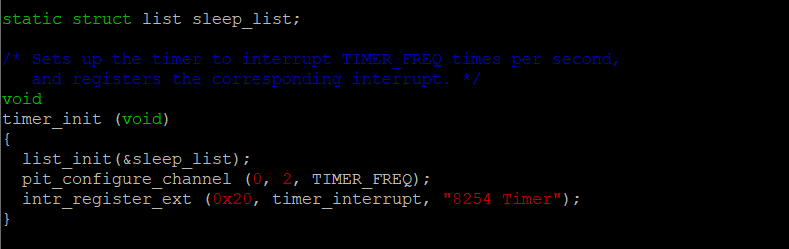 static struct list sleep_list;
/* Sets up the timer to interrupt TIMER_FREQ times per second,
   and registers the corresponding interrupt. */
void
timer_init (void)
{
  list_init(&sleep_list);
  pit_configure_channel (0, 2, TIMER_FREQ);
  intr_register_ext (0x20, timer_interrupt, "8254 Timer");
}